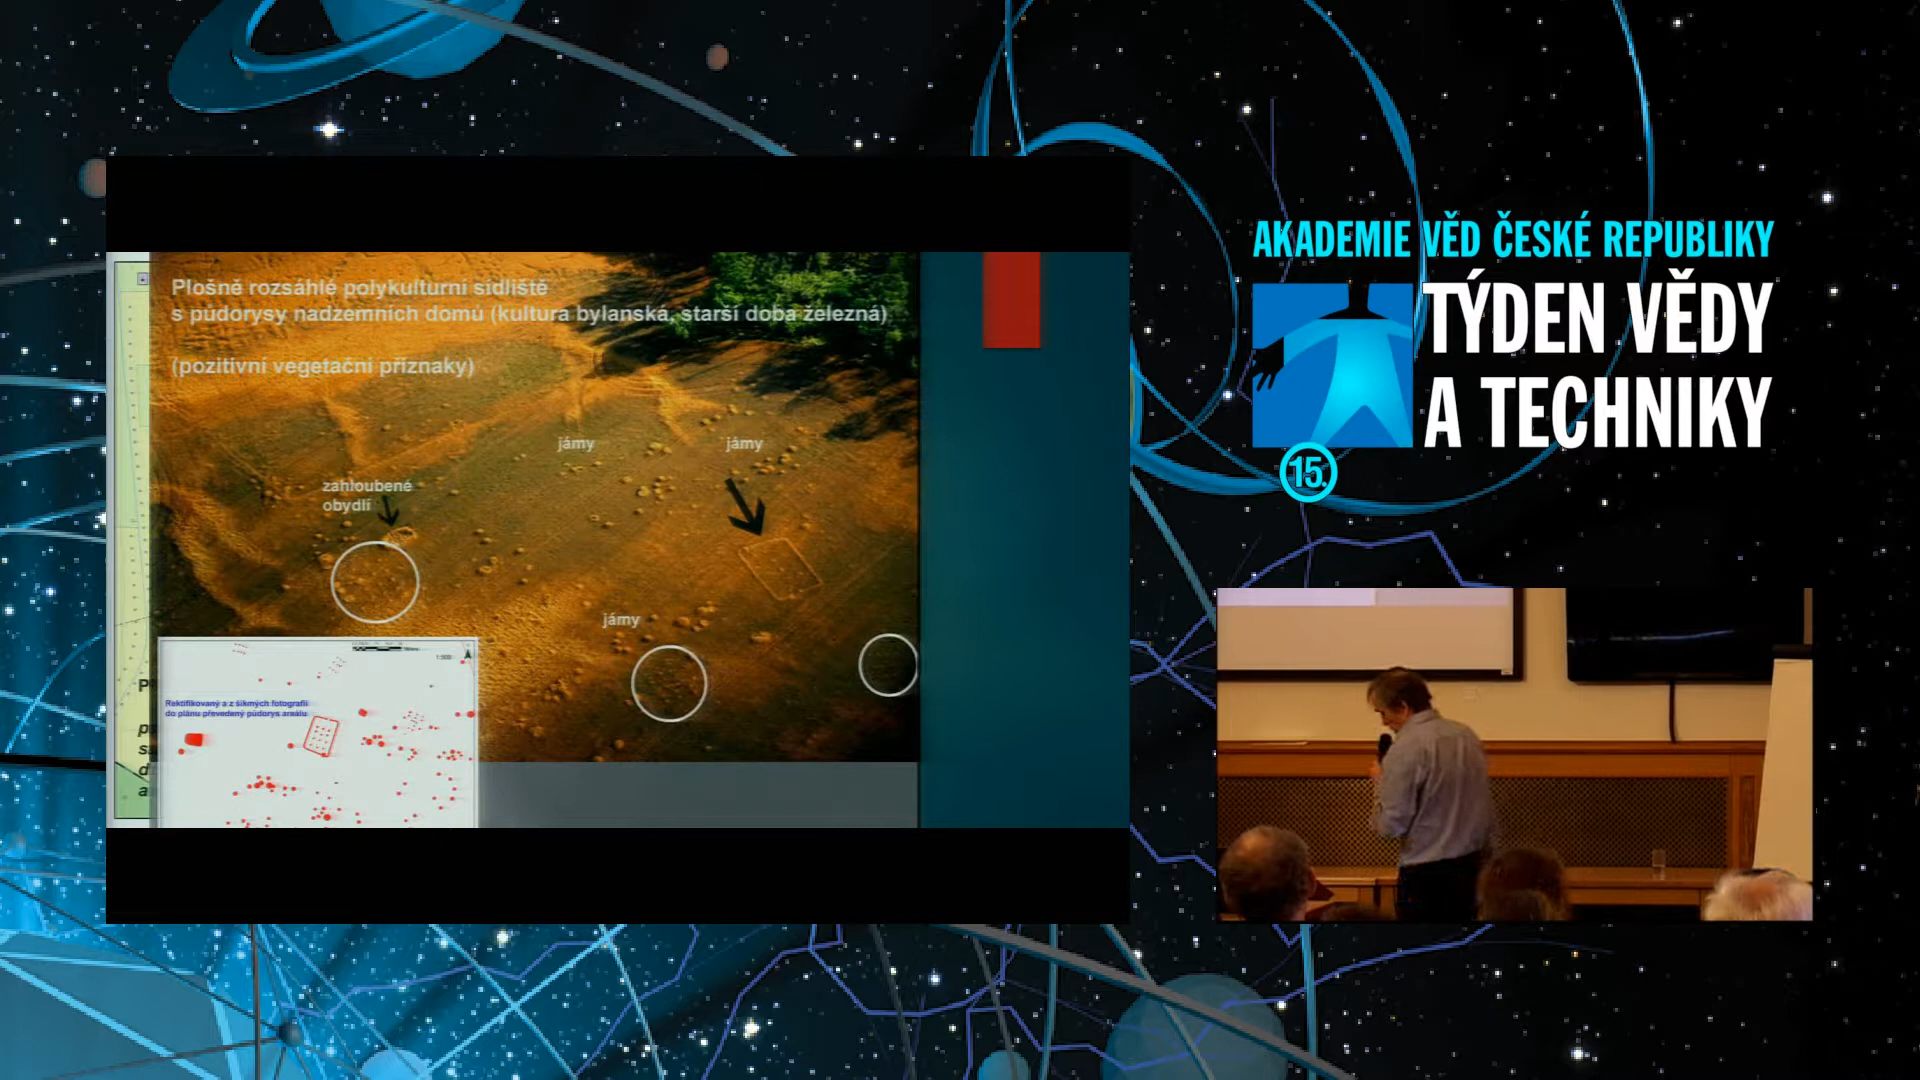 Plošně rozsáhlé polykulturní sídliště
s půdorysy nadzemních domů (kultura bylanská, starší doba železná)
(pozitivní vegetační příznaky)
jámy
jámy
zahloubené
obydlí
jámy
Rektifikovaný a z šikmých fotografií
do plánu převedený půdorys areálu
AKADEMIE VĚD ČESKÉ REPUBLIKY
TÝDEN VĚDY
A TECHNIKY
15.